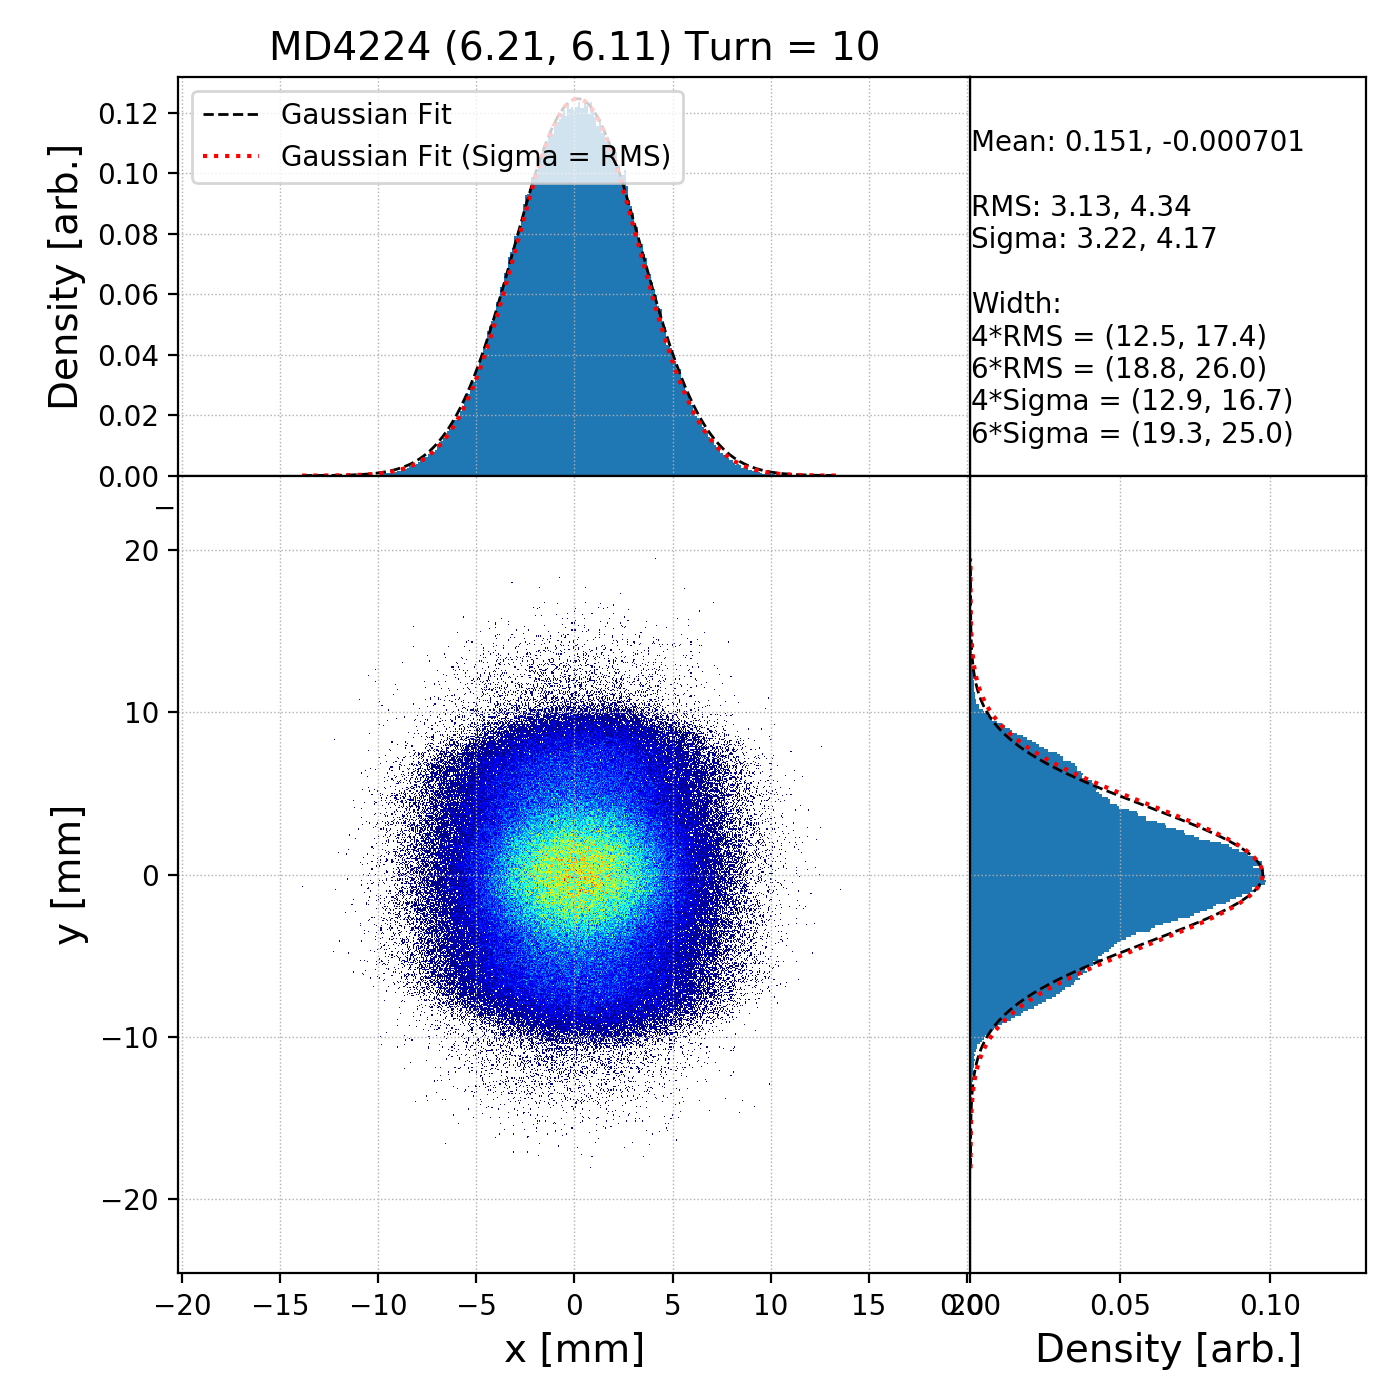 MD4224 (6.21, 6.11) Turn = 10
Gaussian Fit
Gaussian Fit (Sigma = RMS)
Density [arb.]
0.12
0.10
0.08
0.06
0.04
0.02
0.00
Mean: 0.151, -0.000701
RMS: 3.13, 4.34
Sigma: 3.22, 4.17
Width:
4*RMS = (12.5, 17.4)
6*RMS = (18.8, 26.0)
4*Sigma = (12.9, 16.7)
6*Sigma = (19.3, 25.0)
y [mm]
20
10
0
−10
−20
−20 −15 −10 −5 0 5 10 15 20
x [mm]
0.00 0.05 0.10
Density [arb.]